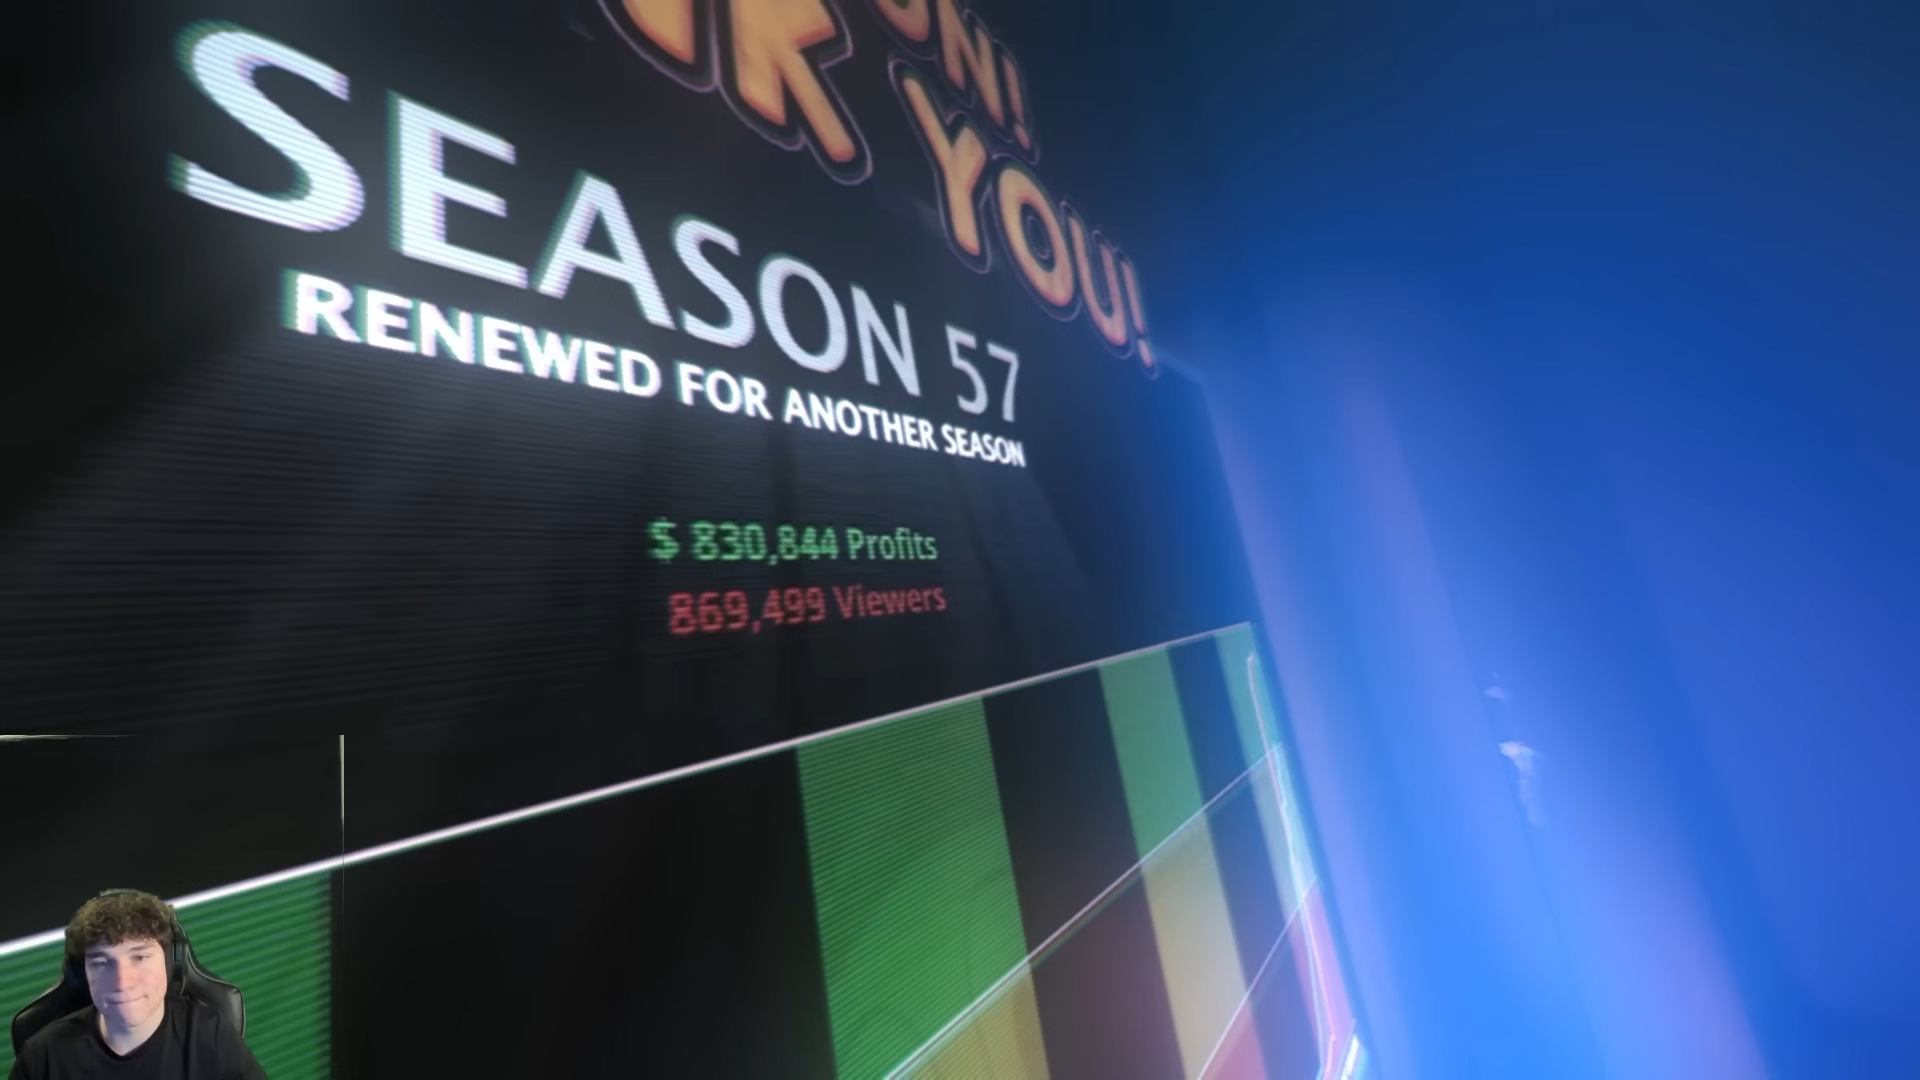 YOU!
SEASON 57
RENEWED FOR ANOTHER SEASON
$ 830,844 Profits
869,499 Viewers